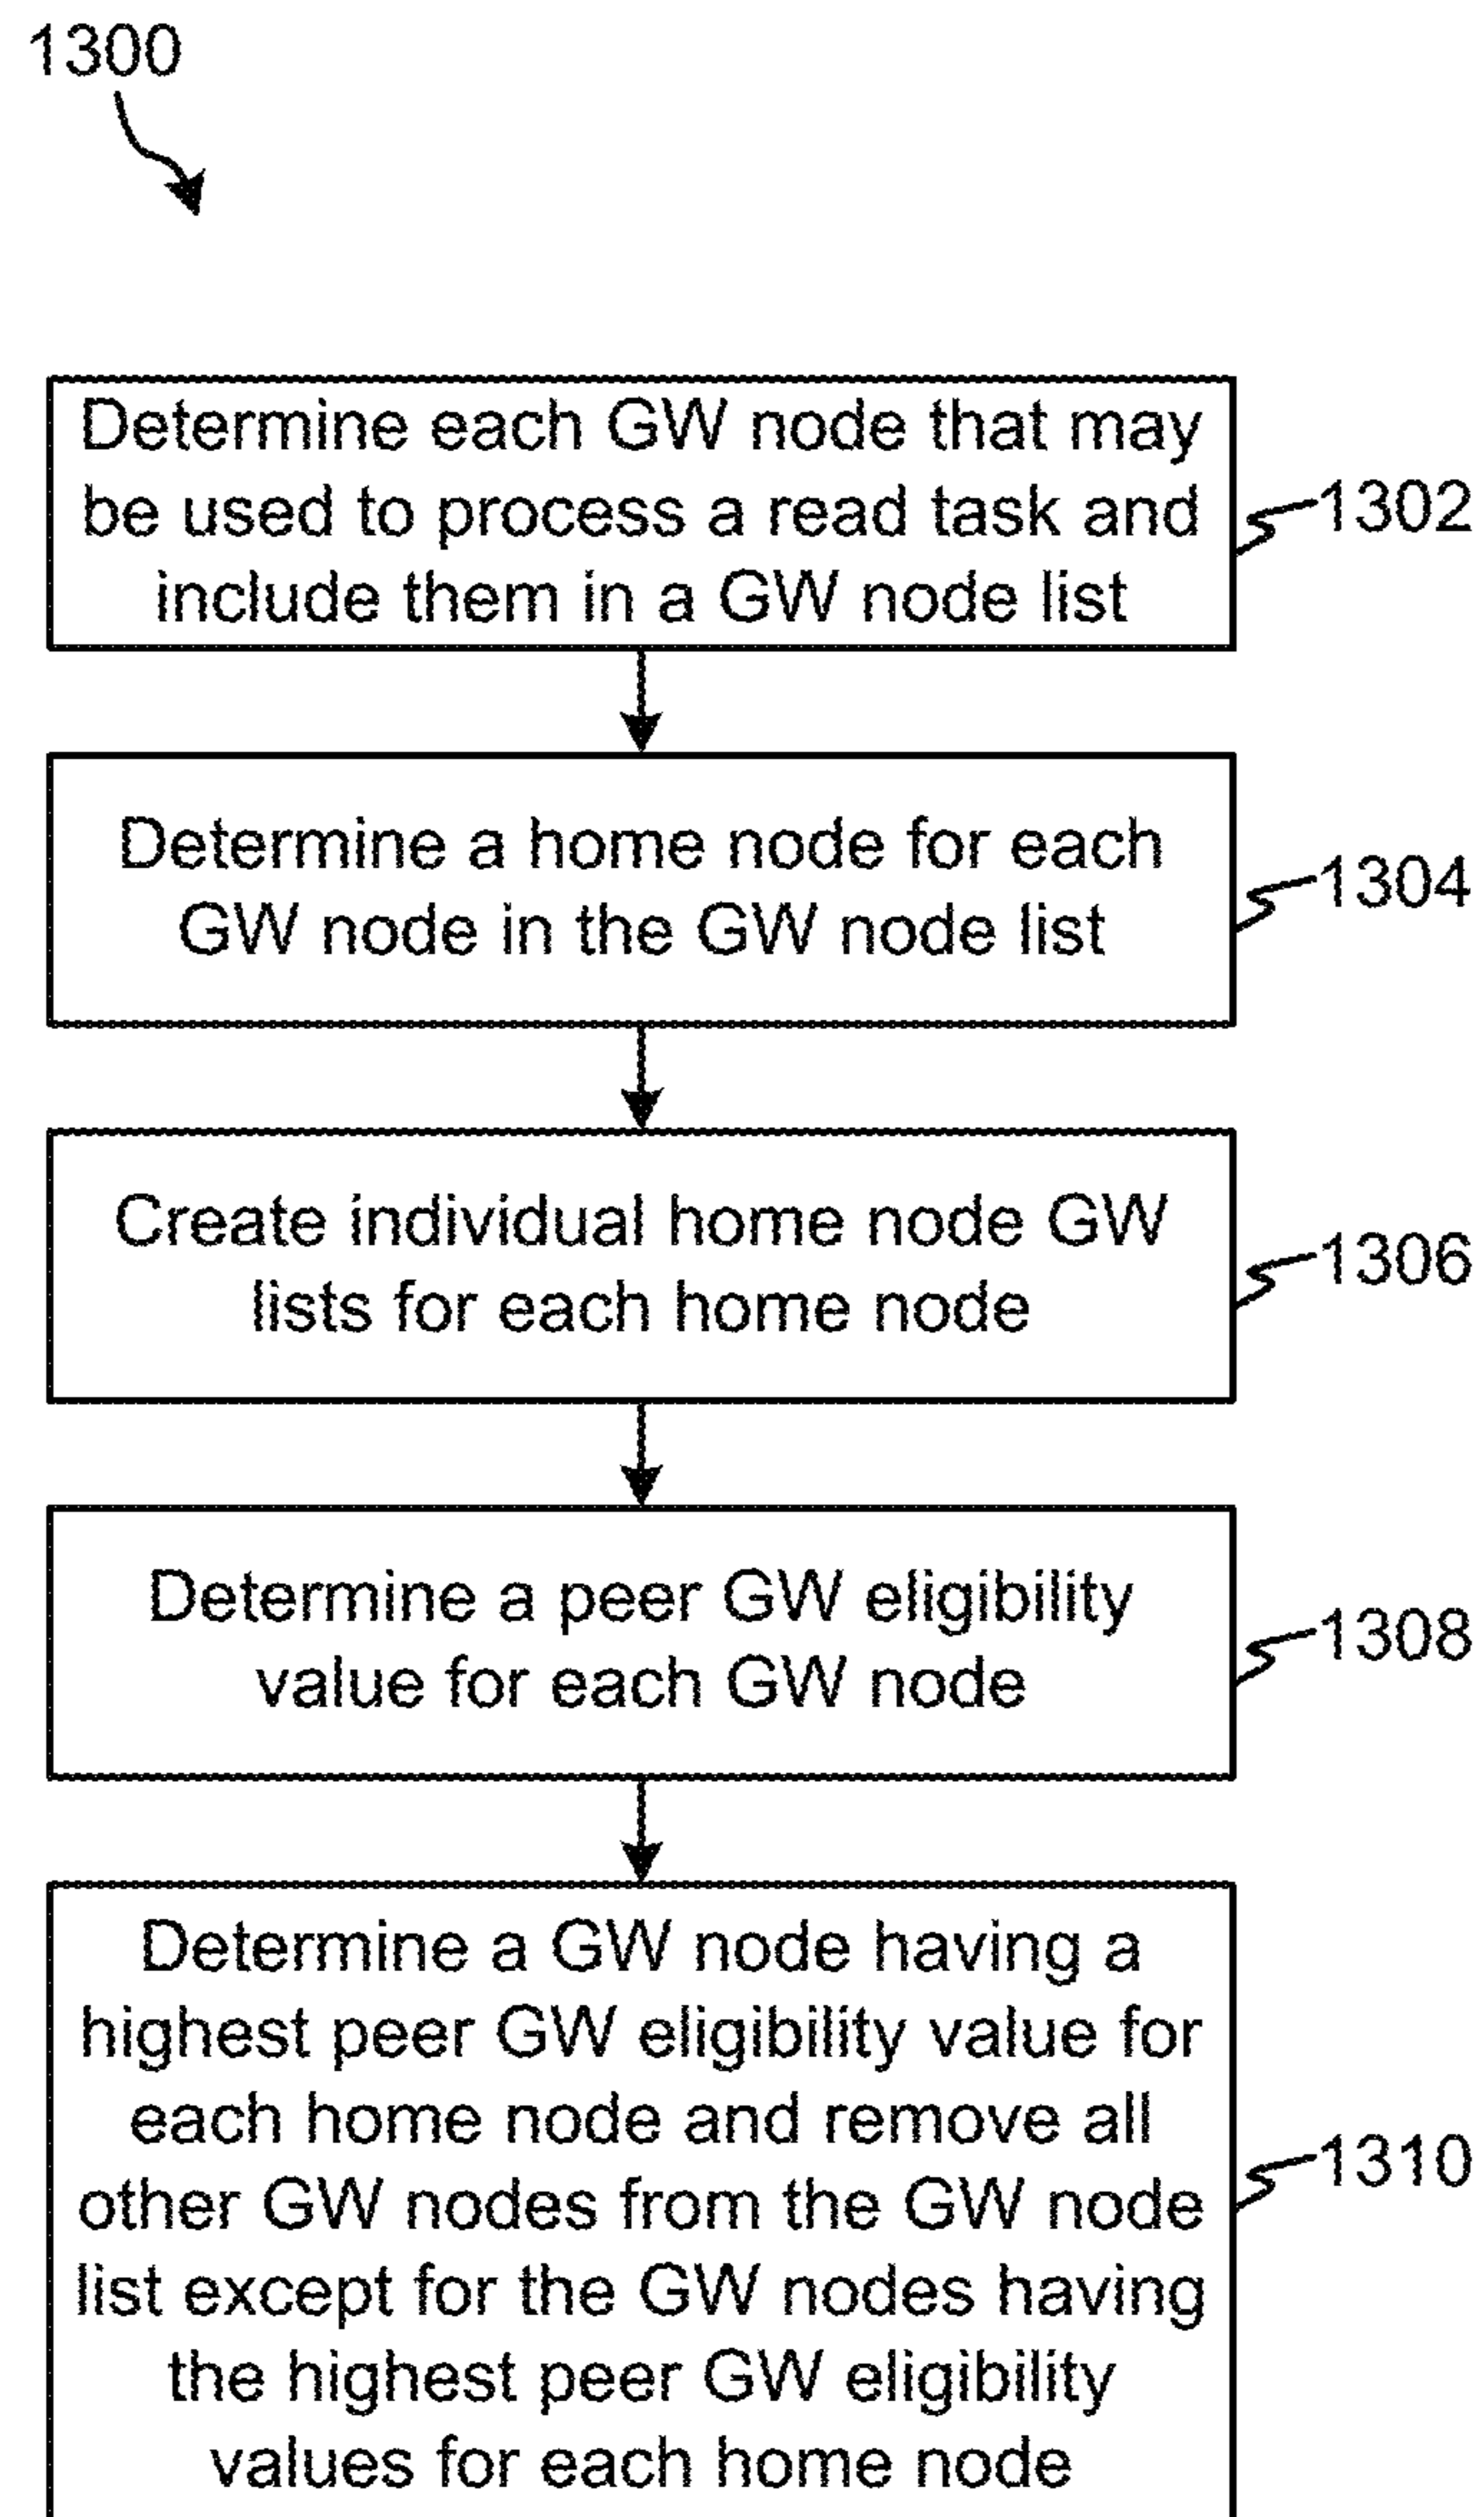 1300
Determine each GW node that may
be used to process a read task and
include them in a GW node list
1302
Determine a home node for each
GW node in the GW node list
1304
Create individual home node GW
lists for each home node
1306
Determine a peer GW eligibility
value for each GW node
1308
Determine a GW node having a
highest peer GW eligibility value for
each home node and remove all
other GW nodes from the GW node
list except for the GW nodes having
the highest peer GW eligibility
values for each home node
1310